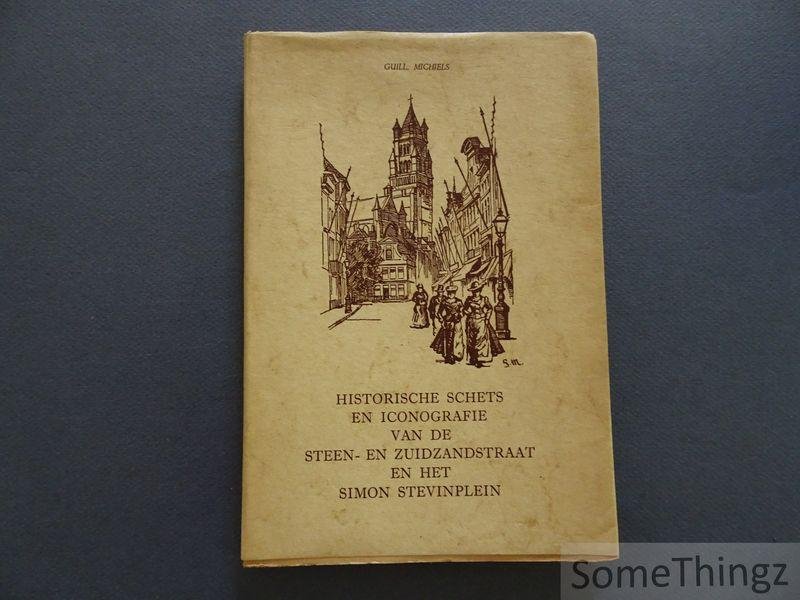 GUILL. MICHIELS
G.M.
HISTORISCHE SCHETS
EN ICONOGRAFIE
VAN DE
STEEN- EN ZUIDZANDSTRAAT
EN HET
SIMON STEVINPLEIN
SomeThingz